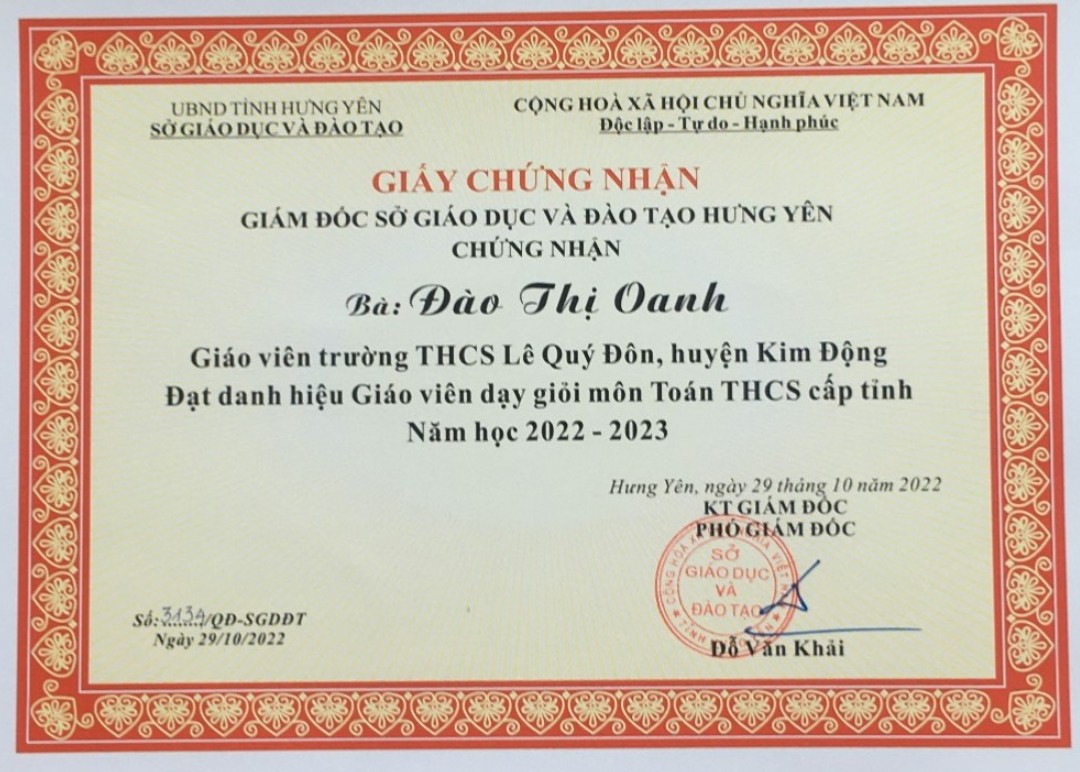 UBND TỈNH HƯNG YÊN
SỞ GIÁO DỤC VÀ ĐÀO TẠO
CỘNG HOÀ XÃ HỘI CHỦ NGHĨA VIỆT NAM
Độc lập - Tự do - Hạnh phúc
GIẤY CHỨNG NHẬN
GIÁM ĐỐC SỞ GIÁO DỤC VÀ ĐÀO TẠO HƯNG YÊN
CHỨNG NHẬN
Bà: Đào Thị Oanh
Giáo viên trường THCS Lê Quý Đôn, huyện Kim Động
Đạt danh hiệu Giáo viên dạy giỏi môn Toán THCS cấp tỉnh
Năm học 2022 - 2023
Hưng Yên, ngày 29 tháng 10 năm 2022
KT GIÁM ĐỐC
PHÓ GIÁM ĐỐC
SỞ
GIÁO DỤC
VÀ
ĐÀO TẠO
Đỗ Văn Khải
Số: /QĐ-SGDĐT
Ngày 29/10/2022